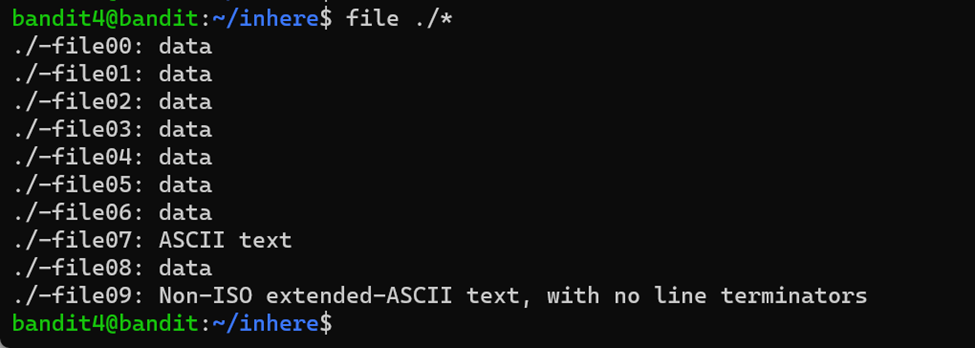 bandit4@bandit:~/inhere$ file ./*
./-file00: data
./-file01: data
./-file02: data
./-file03: data
./-file04: data
./-file05: data
./-file06: data
./-file07: ASCII text
./-file08: data
./-file09: Non-ISO extended-ASCII text, with no line terminators
bandit4@bandit:~/inhere$